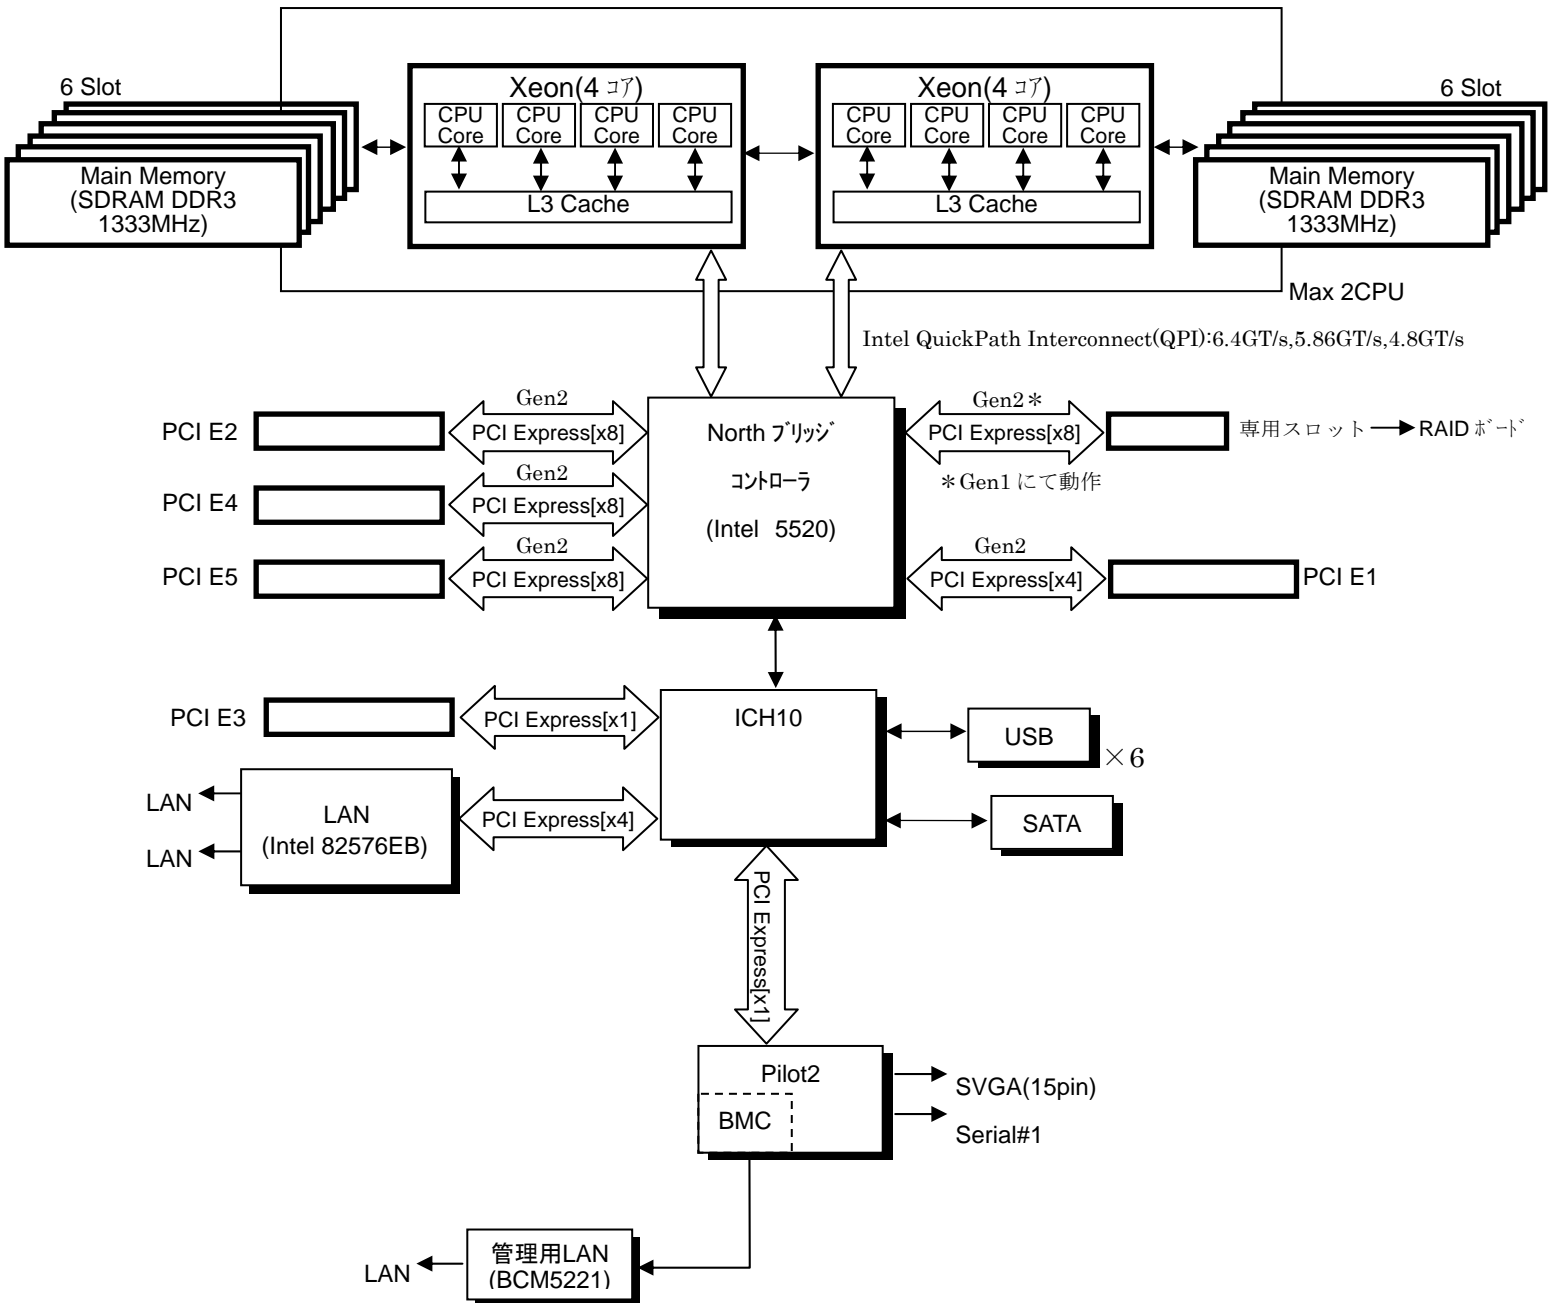 6 Slot
Main Memory
(SDRAM DDR3
1333MHz)
Xeon(4 ｺｱ)
CPU
Core
CPU
Core
CPU
Core
CPU
Core
L3 Cache
Xeon(4 ｺｱ)
CPU
Core
CPU
Core
CPU
Core
CPU
Core
L3 Cache
6 Slot
Main Memory
(SDRAM DDR3
1333MHz)
Max 2CPU
Intel QuickPath Interconnect(QPI):6.4GT/s,5.86GT/s,4.8GT/s
PCI E2
Gen2
PCI Express[x8]
PCI E4
Gen2
PCI Express[x8]
PCI E5
Gen2
PCI Express[x8]
North ﾌﾞﾘｯｼﾞ
ｺﾝﾄﾛｰﾗ
(Intel 5520)
Gen2＊
PCI Express[x8]
＊Gen1 にて動作
専用スロット
RAID ﾎﾞｰﾄﾞ
Gen2
PCI Express[x4]
PCI E1
PCI E3
PCI Express[x1]
ICH10
USB
×6
SATA
LAN
LAN
LAN
(Intel 82576EB)
PCI Express[x4]
PCI Express[x1]
Pilot2
BMC
SVGA(15pin)
Serial#1
LAN
管理用LAN
(BCM5221)